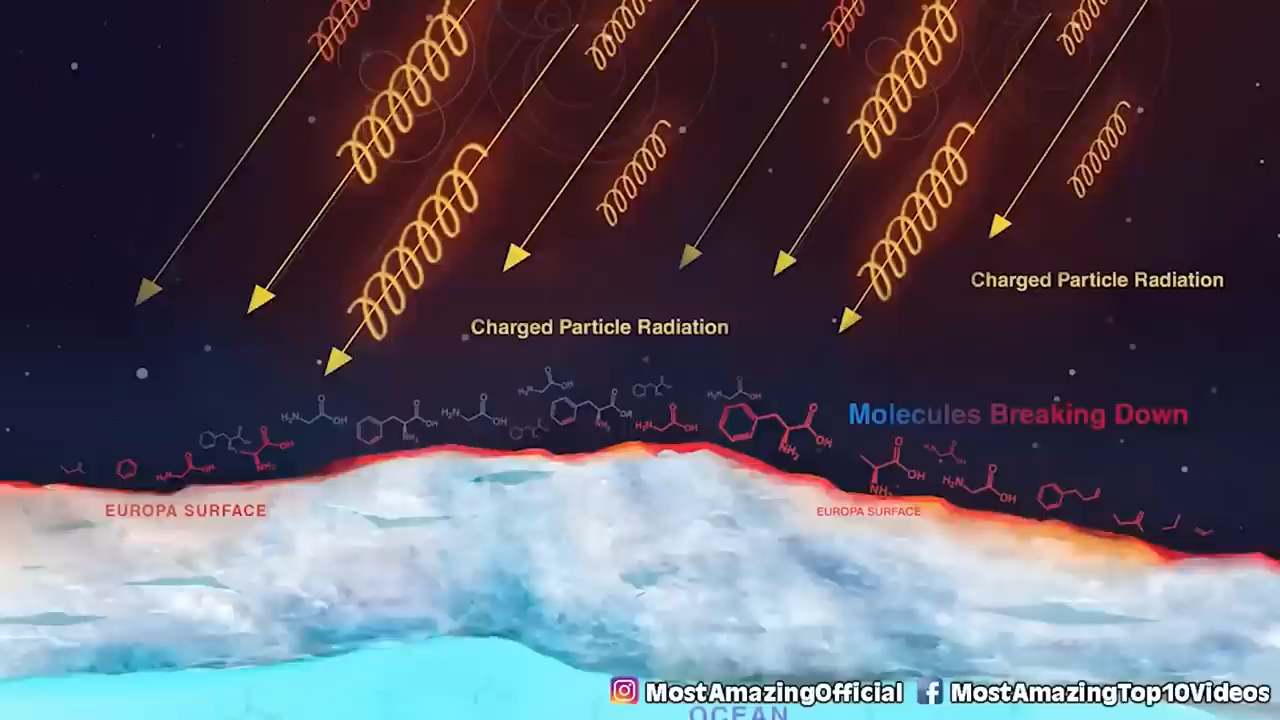 Charged Particle Radiation
Charged Particle Radiation
Molecules Breaking Down
EUROPA SURFACE
EUROPA SURFACE
MostAmazingOfficial
MostAmazingTop10Videos
OCEAN